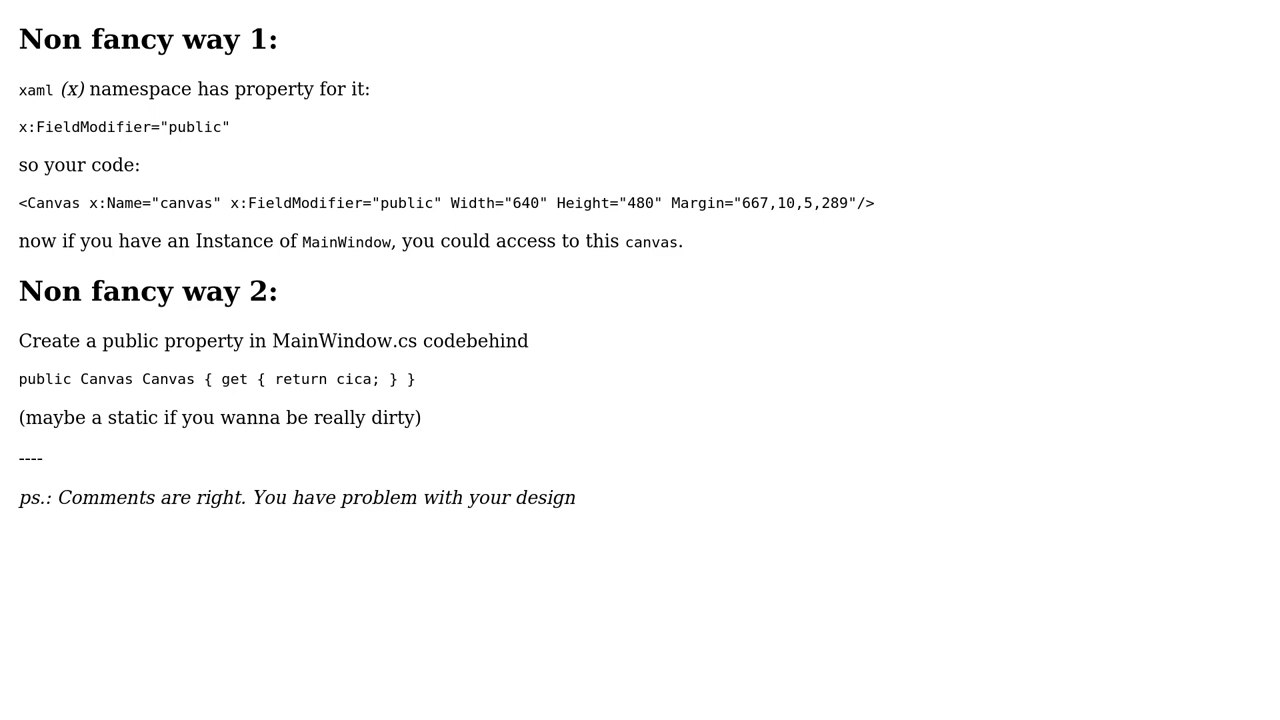 Non fancy way 1:
xaml (x) namespace has property for it:
x:FieldModifier="public"
so your code:
<Canvas x:Name="canvas" x:FieldModifier="public" Width="640" Height="480" Margin="667,10,5,289"/>
now if you have an Instance of MainWindow, you could access to this canvas.
Non fancy way 2:
Create a public property in MainWindow.cs codebehind
public Canvas Canvas { get { return cica; } }
(maybe a static if you wanna be really dirty)
----
ps.: Comments are right. You have problem with your design